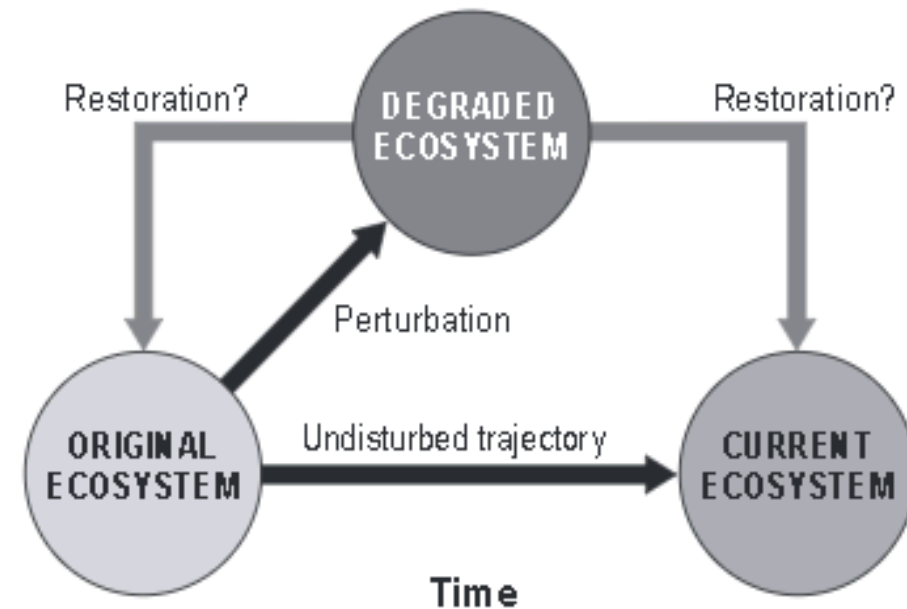 Restoration?
DEGRADED
ECOSYSTEM
Restoration?
Perturbation
Undisturbed trajectory
ORIGINAL
ECOSYSTEM
CURRENT
ECOSYSTEM
Time